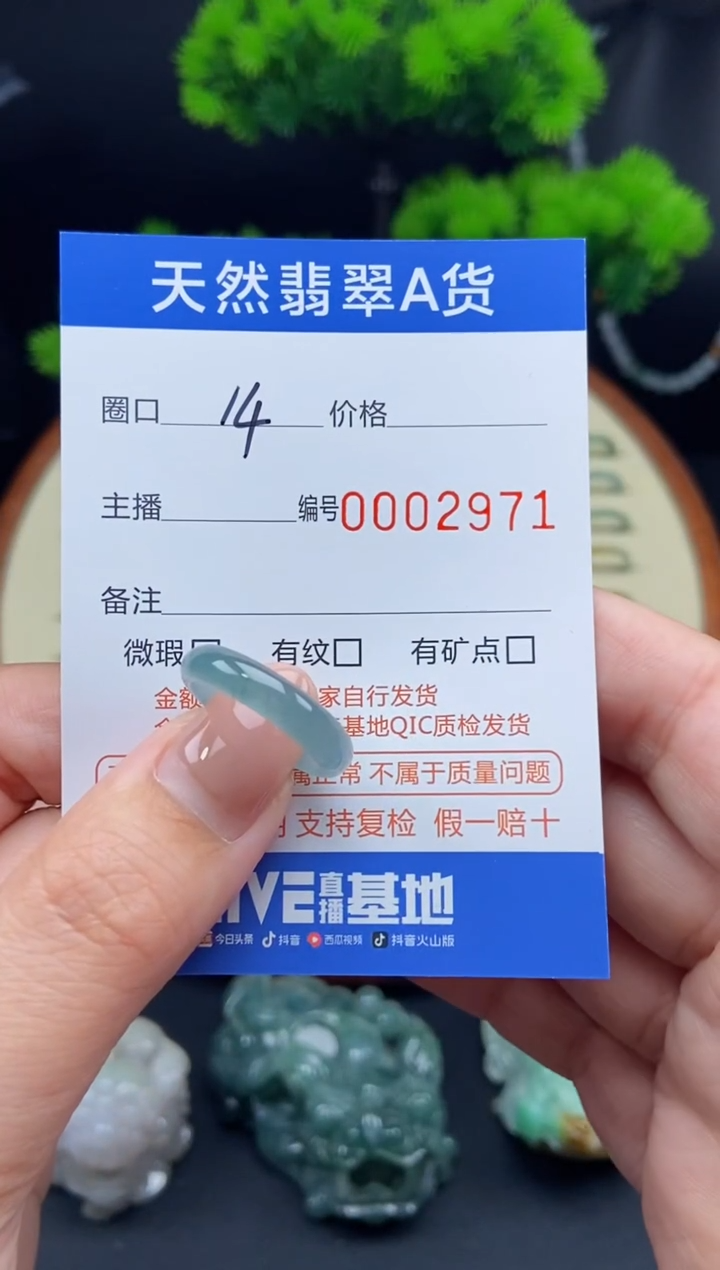 天然翡翠A货
圈口 14 价格
主播 编号0002971
备注
微瑕 有纹 有矿点
金额 家自行发货
基地QIC质检发货
属正常 不属于质量问题
支持复检 假一赔十
IVE直播基地
今日头条 抖音 西瓜视频 抖音火山版